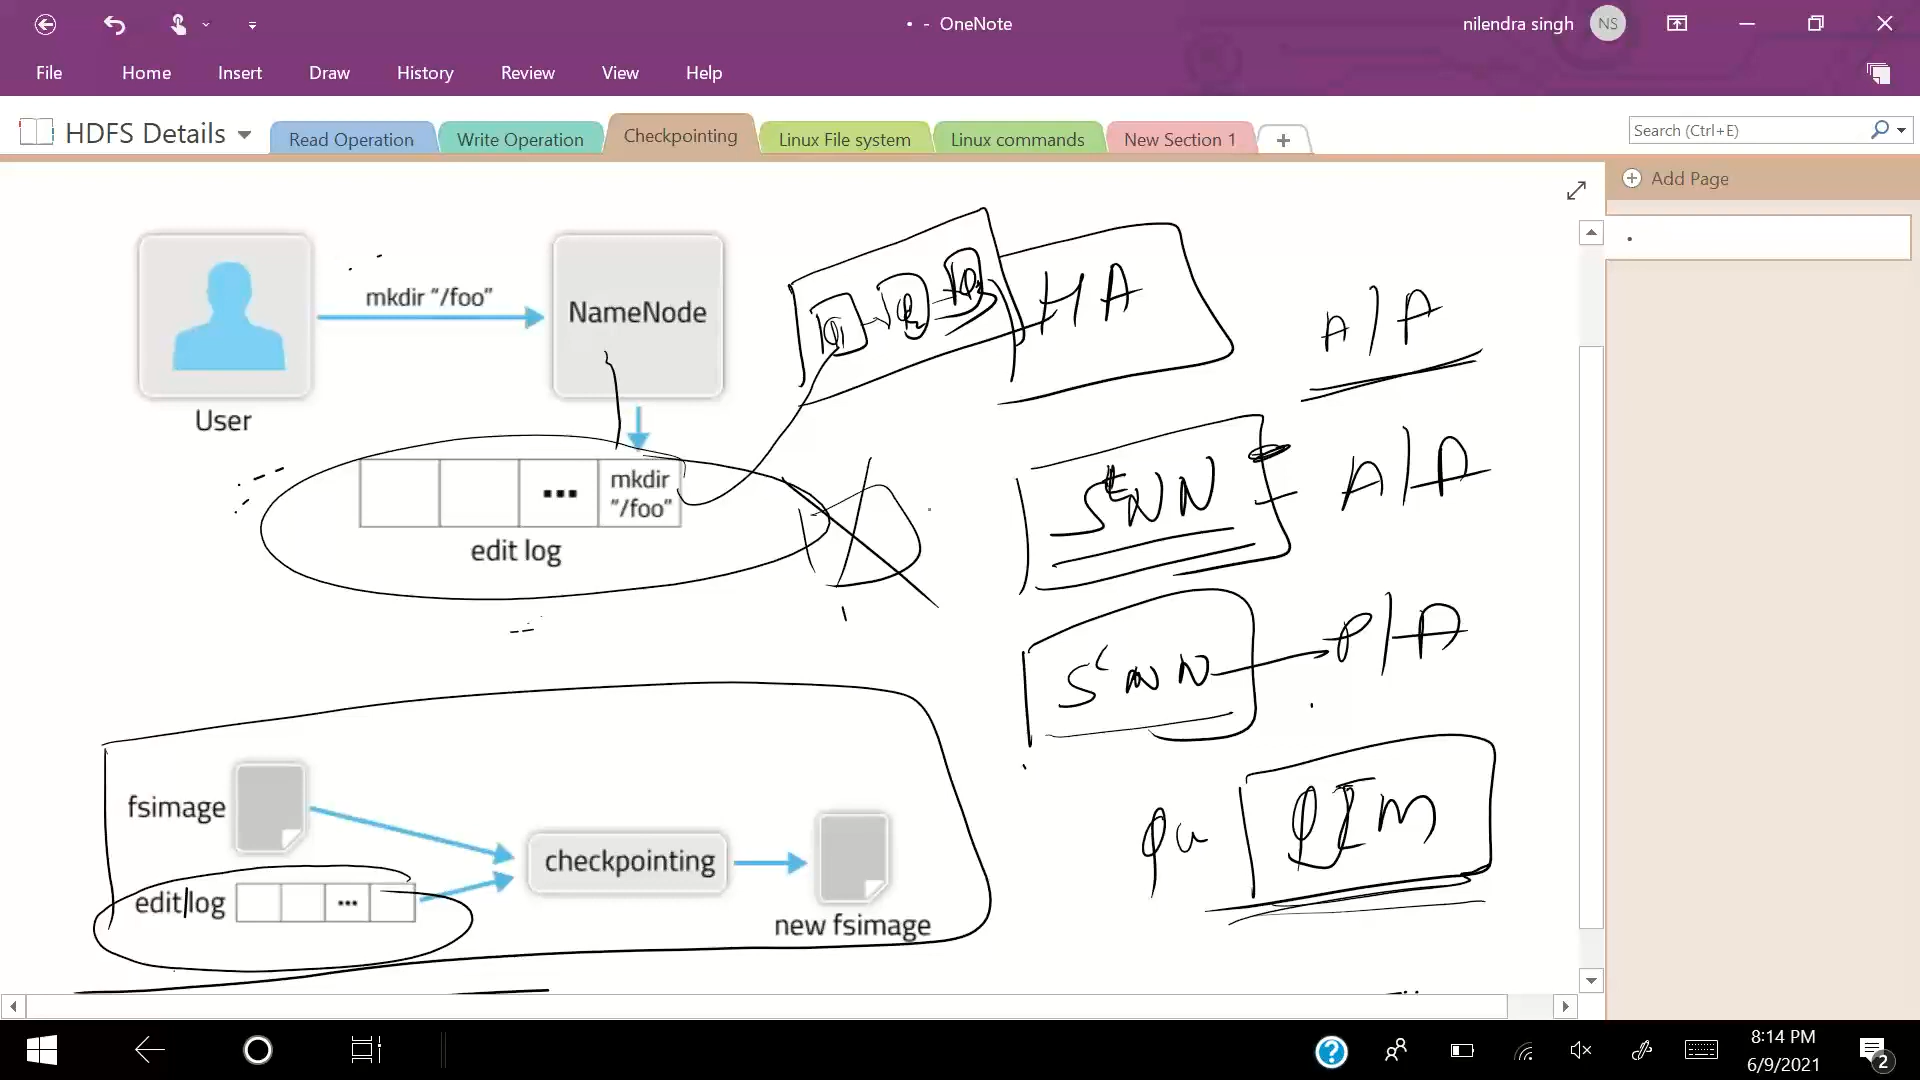 - OneNote
nilendra singh
NS
File
Home
Insert
Draw
History
Review
View
Help
HDFS Details
Read Operation
Write Operation
Checkpointing
Linux File system
Linux commands
New Section 1
Search (Ctrl+E)
Add Page
mkdir "/foo"
NameNode
User
HA
A/A
mkdir
"/foo"
edit log
A/A
SNN
P/A
fsimage
edit log
checkpointing
new fsimage
8:14 PM
6/9/2021
2